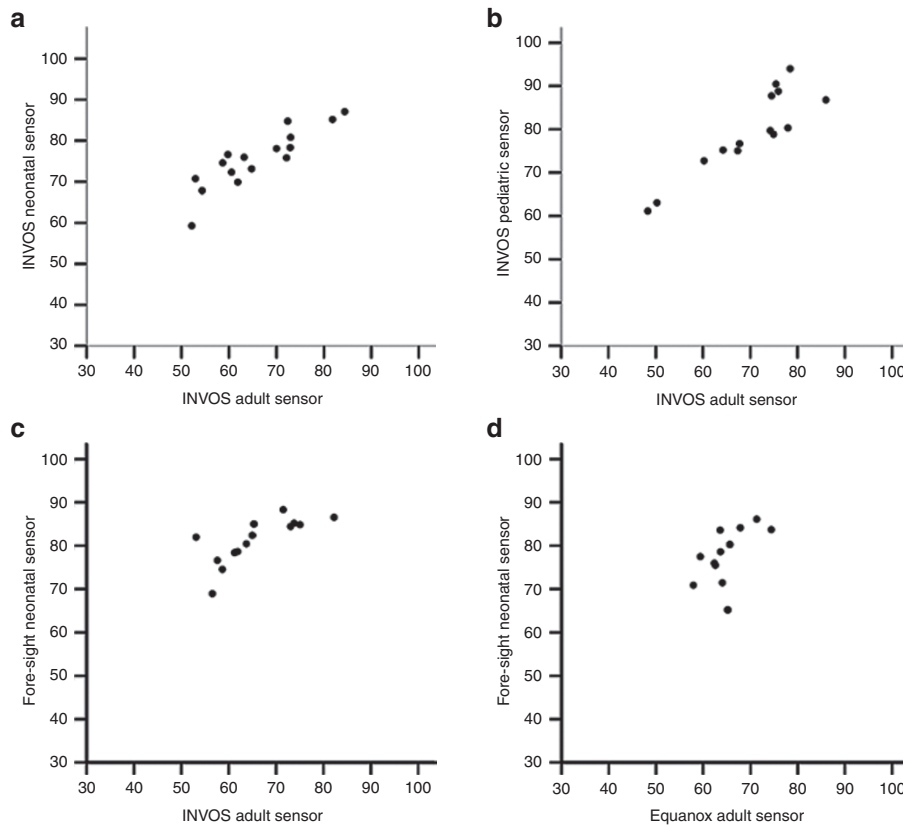 a
INVOS neonatal sensor
100
90
80
70
60
50
40
30
30 40 50 60 70 80 90 100
INVOS adult sensor
b
INVOS pediatric sensor
100
90
80
70
60
50
40
30
30 40 50 60 70 80 90 100
INVOS adult sensor
c
Fore-sight neonatal sensor
100
90
80
70
60
50
40
30
30 40 50 60 70 80 90 100
INVOS adult sensor
d
Fore-sight neonatal sensor
100
90
80
70
60
50
40
30
30 40 50 60 70 80 90 100
Equanox adult sensor